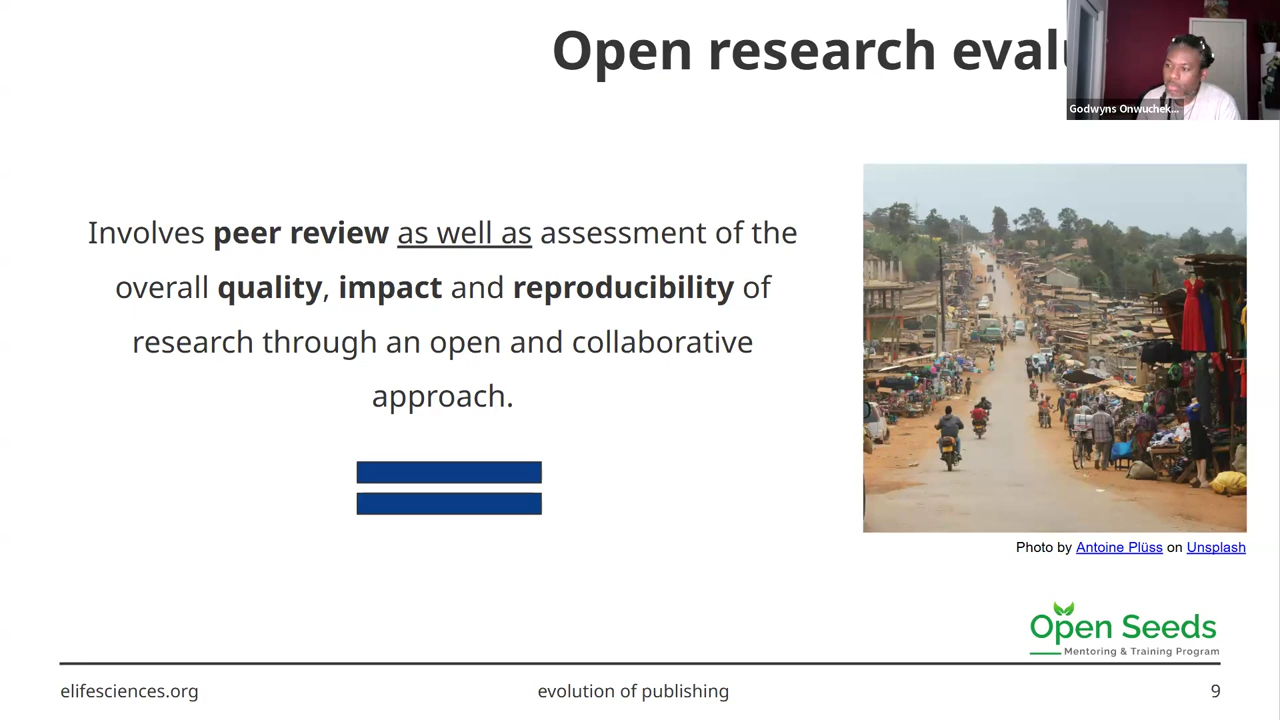 Open research eval
Godwyns Onwuchek...
Involves peer review as well as assessment of the
overall quality, impact and reproducibility of
research through an open and collaborative
approach.
Photo by Antoine Plüss on Unsplash
Open Seeds
Mentoring & Training Program
elifesciences.org
evolution of publishing
9